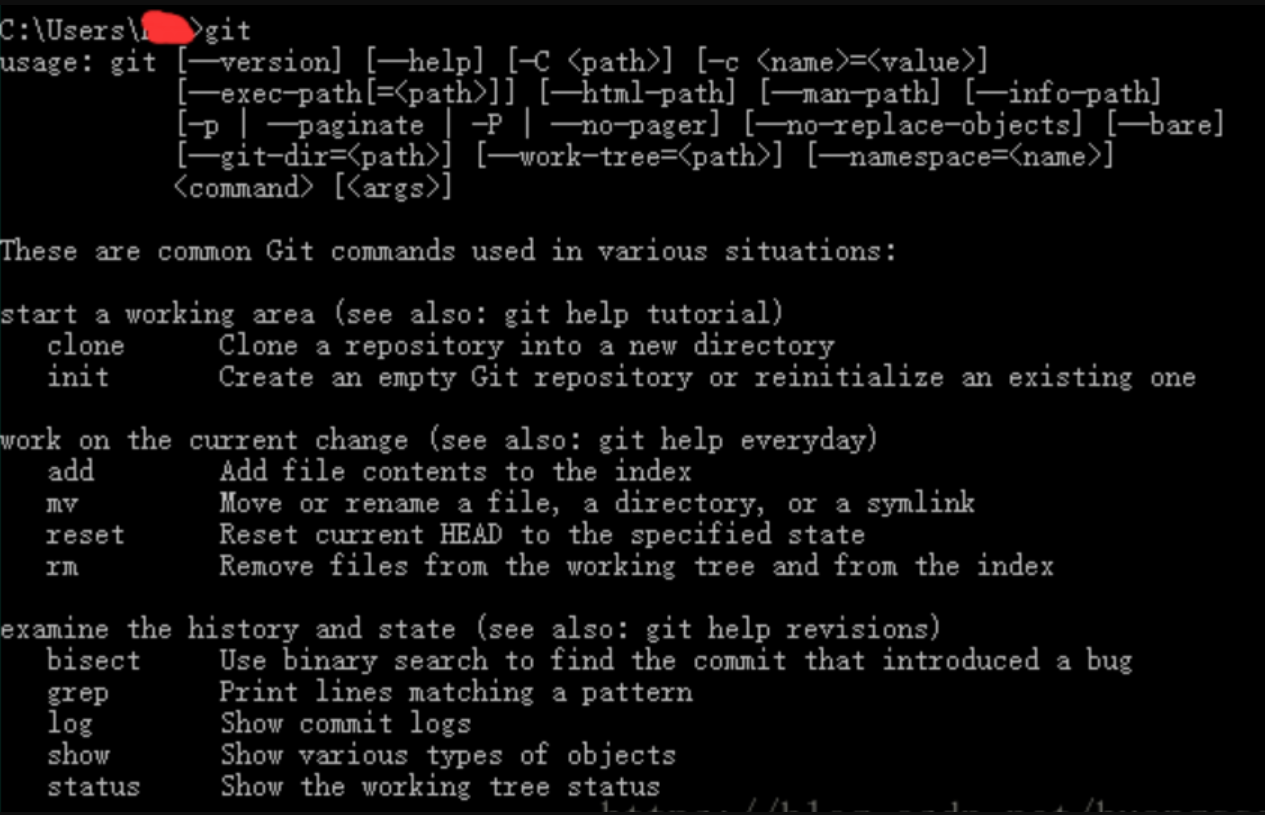 C:\Users\ >git
usage: git [--version] [--help] [-C <path>] [-c <name>=<value>]
           [--exec-path[=<path>]] [--html-path] [--man-path] [--info-path]
           [-p | --paginate | -P | --no-pager] [--no-replace-objects] [--bare]
           [--git-dir=<path>] [--work-tree=<path>] [--namespace=<name>]
           <command> [<args>]

These are common Git commands used in various situations:

start a working area (see also: git help tutorial)
   clone      Clone a repository into a new directory
   init       Create an empty Git repository or reinitialize an existing one

work on the current change (see also: git help everyday)
   add        Add file contents to the index
   mv         Move or rename a file, a directory, or a symlink
   reset      Reset current HEAD to the specified state
   rm         Remove files from the working tree and from the index

examine the history and state (see also: git help revisions)
   bisect     Use binary search to find the commit that introduced a bug
   grep       Print lines matching a pattern
   log        Show commit logs
   show       Show various types of objects
   status     Show the working tree status